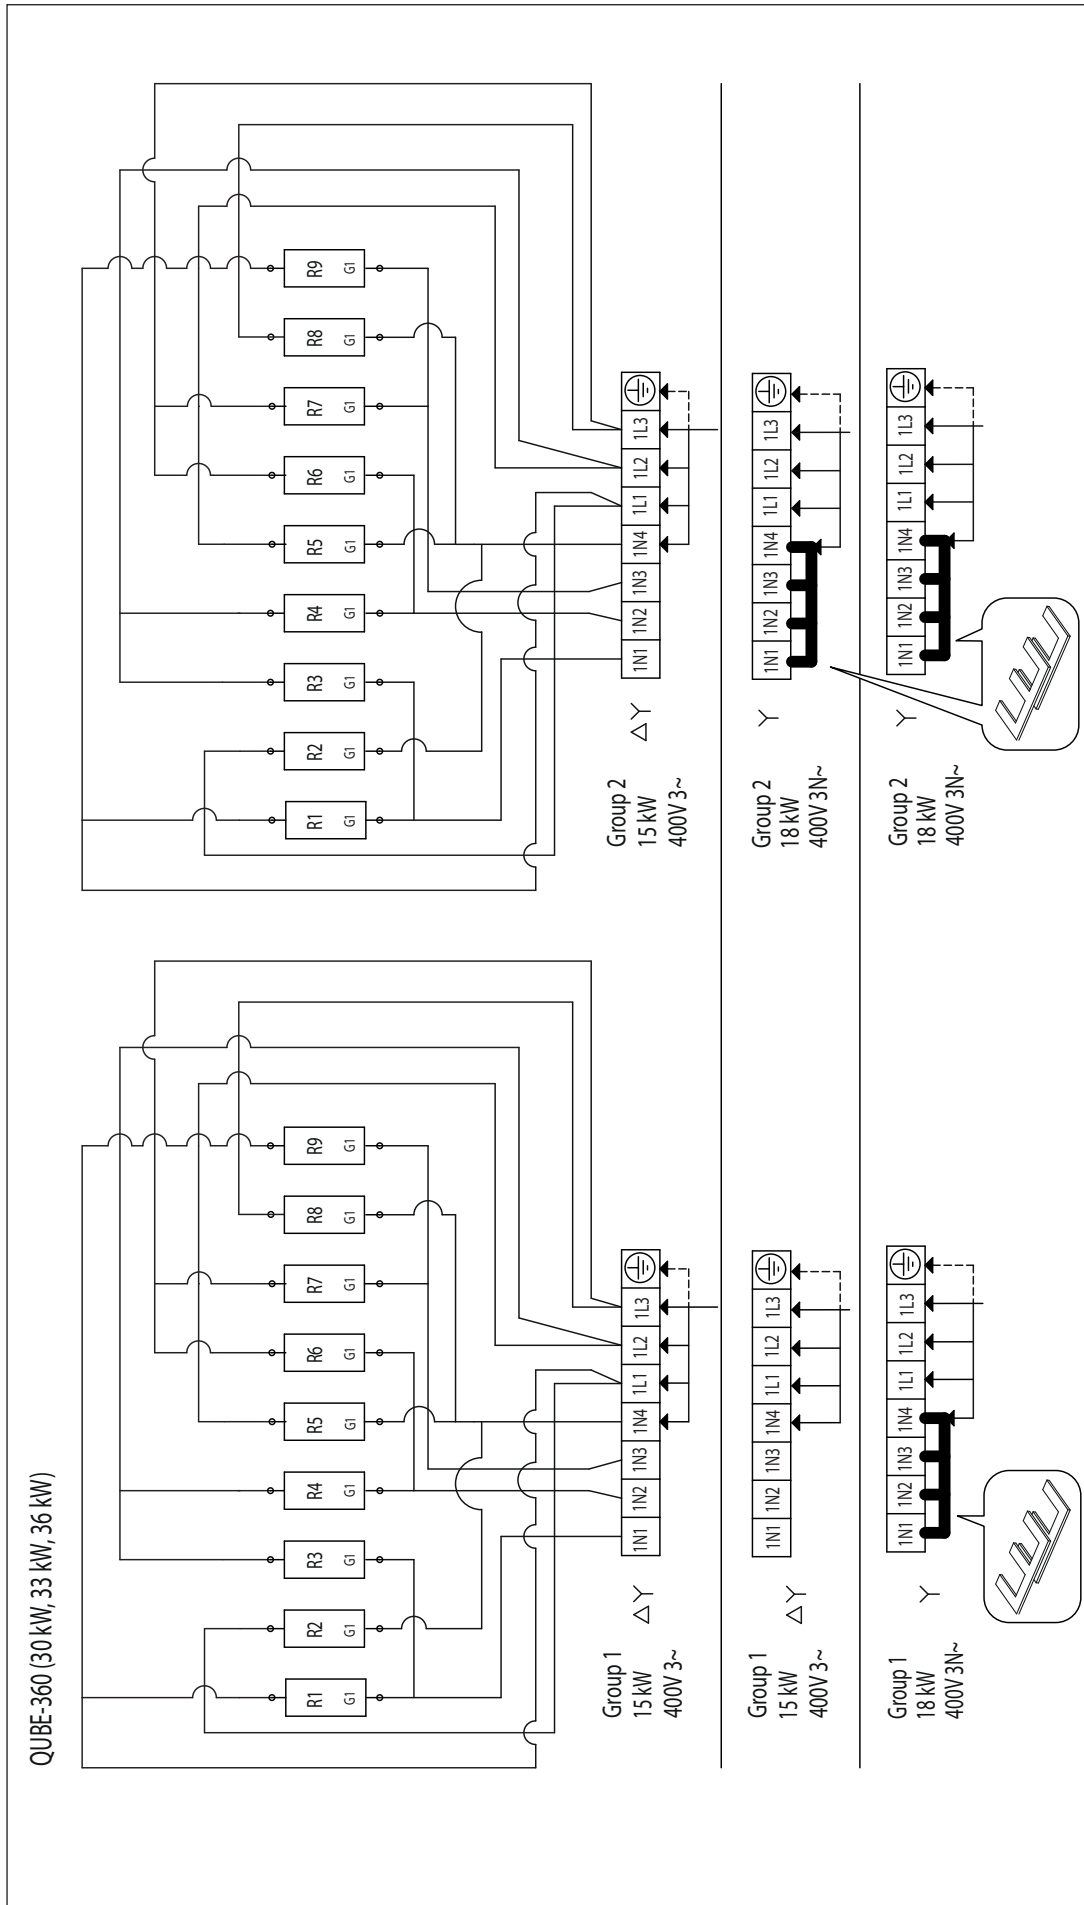 QUBE-360 (30 kW, 33 kW, 36 kW)
R1 G1
R2 G1
R3 G1
R4 G1
R5 G1
R6 G1
R7 G1
R8 G1
R9 G1
R1 G1
R2 G1
R3 G1
R4 G1
R5 G1
R6 G1
R7 G1
R8 G1
R9 G1
Group 1
15 kW
400V 3~
ΔY
1N1 1N2 1N3 1N4 1L1 1L2 1L3
Group 2
15 kW
400V 3~
ΔY
1N1 1N2 1N3 1N4 1L1 1L2 1L3
Group 1
15 kW
400V 3~
ΔY
1N1 1N2 1N3 1N4 1L1 1L2 1L3
Group 2
18 kW
400V 3N~
Y
1N1 1N2 1N3 1N4 1L1 1L2 1L3
Group 1
18 kW
400V 3N~
Y
1N1 1N2 1N3 1N4 1L1 1L2 1L3
Group 2
18 kW
400V 3N~
Y
1N1 1N2 1N3 1N4 1L1 1L2 1L3